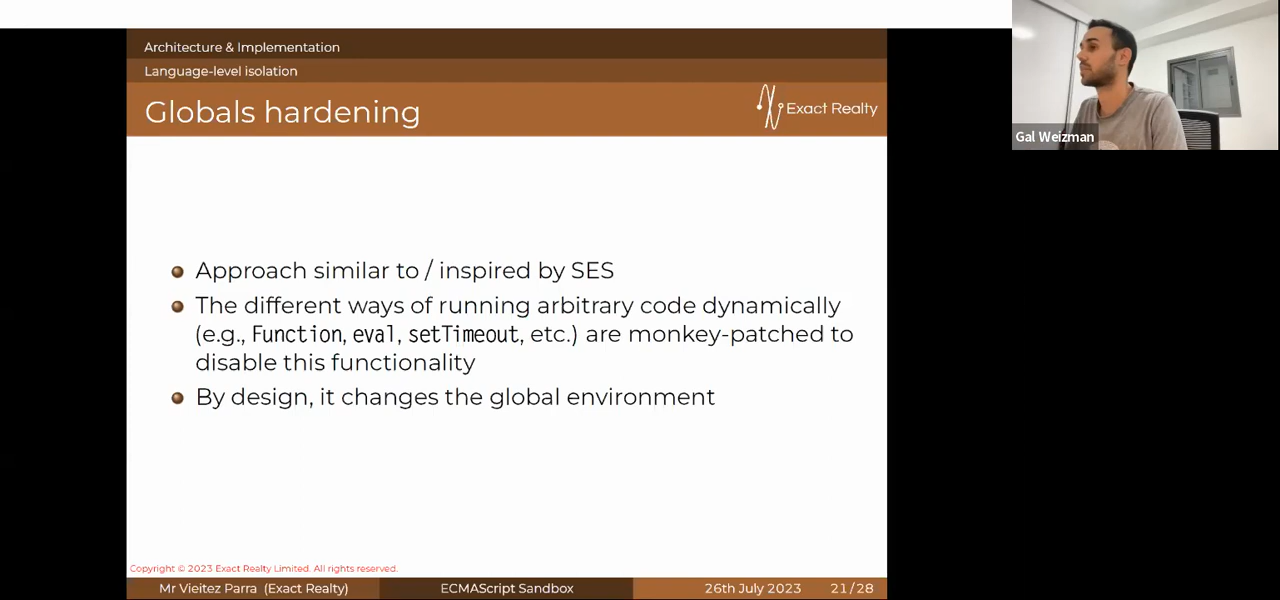 Architecture & Implementation
Language-level isolation
Globals hardening
Exact Realty
Gal Weizman
Approach similar to / inspired by SES
The different ways of running arbitrary code dynamically
(e.g., Function, eval, setTimeout, etc.) are monkey-patched to
disable this functionality
By design, it changes the global environment
Copyright © 2023 Exact Realty Limited. All rights reserved.
Mr Vieitez Parra (Exact Realty)
ECMAScript Sandbox
26th July 2023
21/28